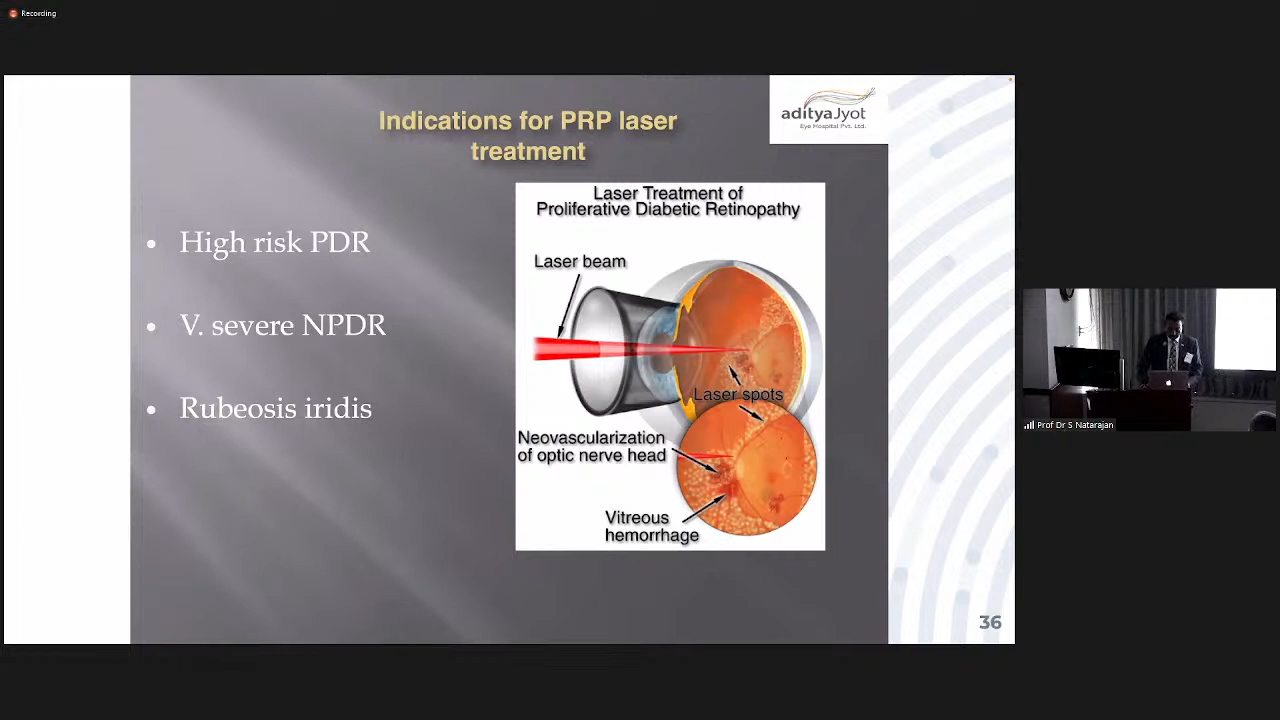 Recording
Indications for PRP laser
treatment
adityaJyot
Eye Hospital Pvt. Ltd.
• High risk PDR
• V. severe NPDR
• Rubeosis iridis
Laser Treatment of
Proliferative Diabetic Retinopathy
Laser beam
Laser spots
Neovascularization
of optic nerve head
Vitreous
hemorrhage
36
Prof Dr S Natarajan